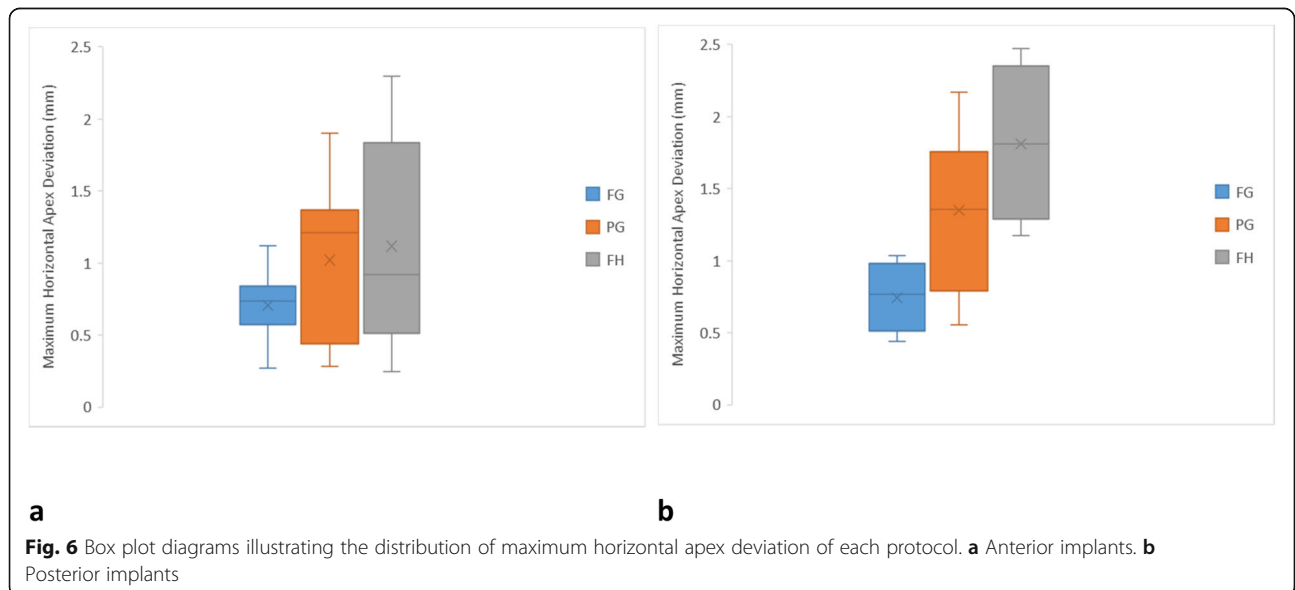 Maximum Horizontal Apex Deviation (mm)
2.5
2
1.5
1
0.5
0
FG
PG
FH
a
Maximum Horizontal Apex Deviation (mm)
2.5
2
1.5
1
0.5
0
FG
PG
FH
b
Fig. 6 Box plot diagrams illustrating the distribution of maximum horizontal apex deviation of each protocol. a Anterior implants. b
Posterior implants